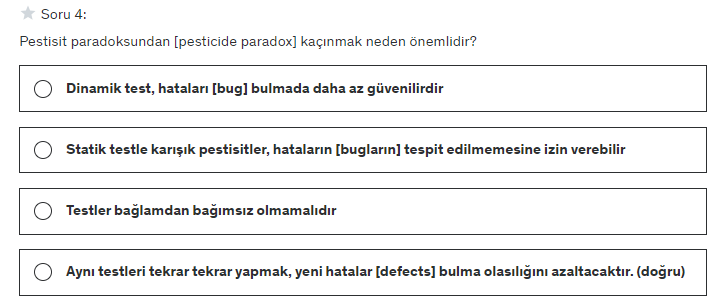 Soru 4:
Pestisit paradoksundan [pesticide paradox] kaçınmak neden önemlidir?
Dinamik test, hataları [bug] bulmada daha az güvenilirdir
Statik testle karışık pestisitler, hataların [bugların] tespit edilmemesine izin verebilir
Testler bağlamdan bağımsız olmamalıdır
Aynı testleri tekrar tekrar yapmak, yeni hatalar [defects] bulma olasılığını azaltacaktır. (doğru)